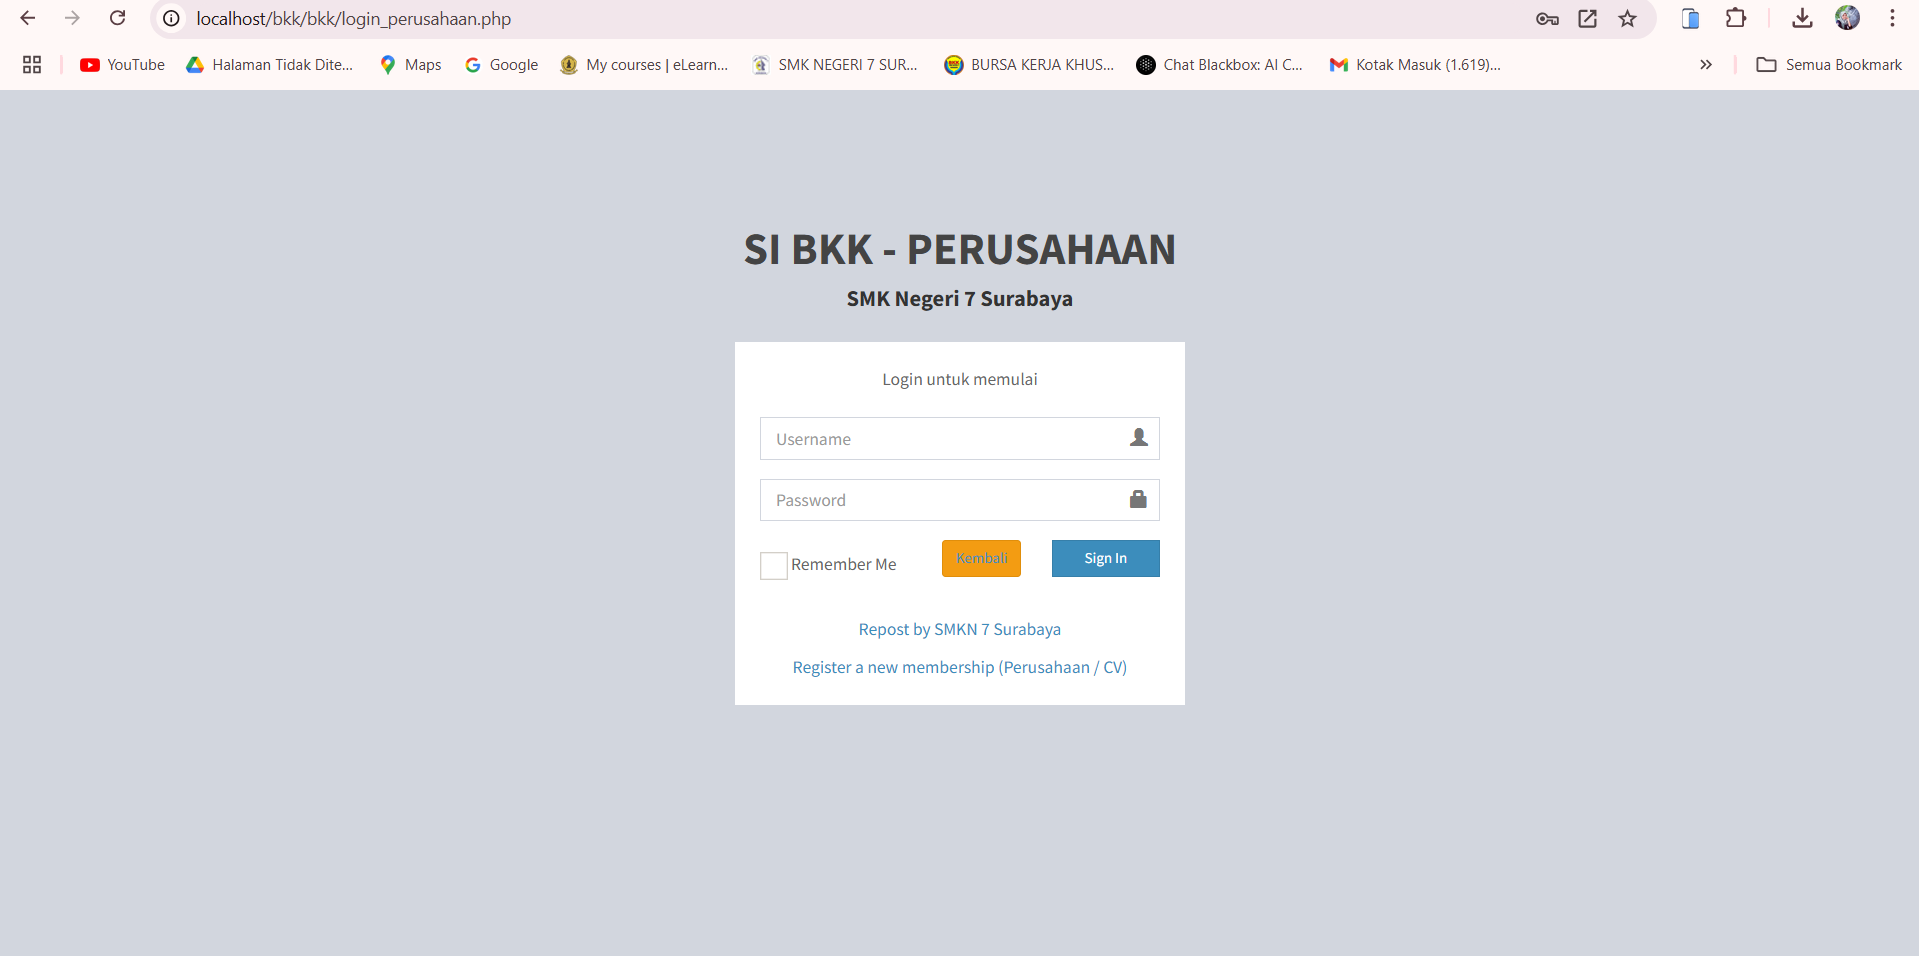 localhost/bkk/bkk/login_perusahaan.php
YouTube
Halaman Tidak Dite...
Maps
Google
My courses | eLearn...
SMK NEGERI 7 SUR...
BURSA KERJA KHUS...
Chat Blackbox: AI C...
Kotak Masuk (1.619)...
Semua Bookmark
SI BKK - PERUSAHAAN
SMK Negeri 7 Surabaya
Login untuk memulai
Username
Password
Remember Me
Kembali
Sign In
Repost by SMKN 7 Surabaya
Register a new membership (Perusahaan / CV)